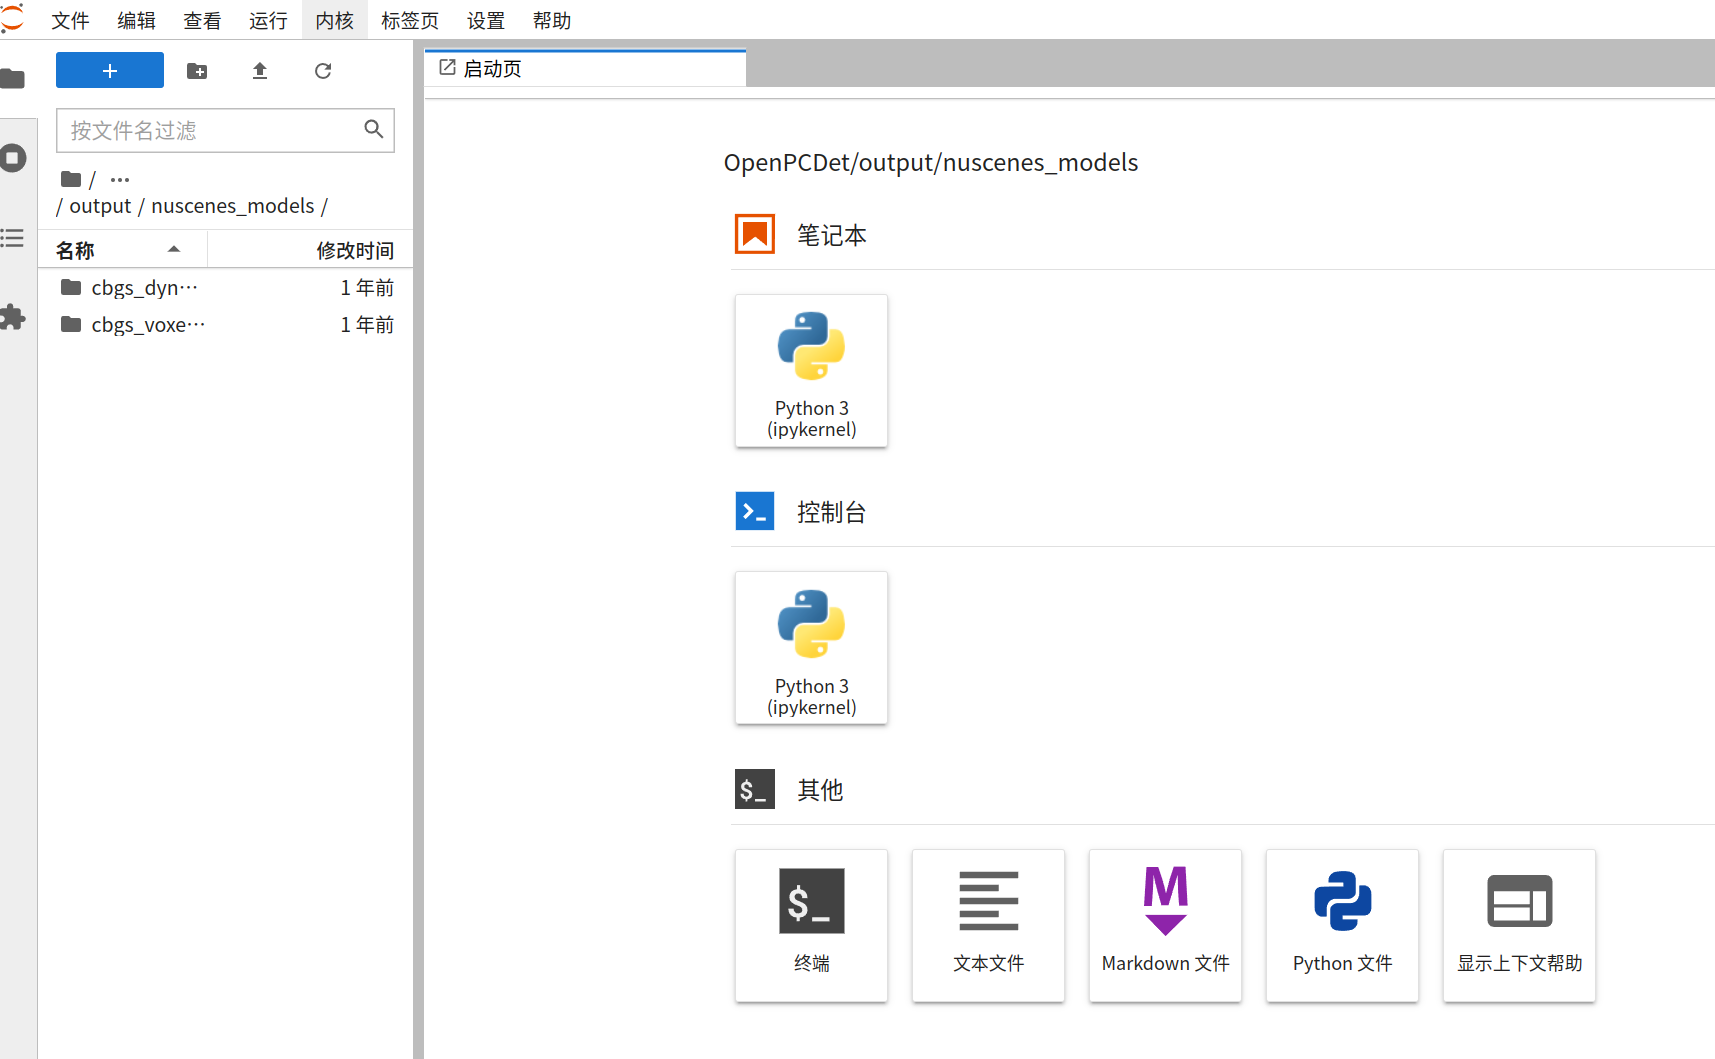 文件 编辑 查看 运行 内核 标签页 设置 帮助
启动页
按文件名过滤
/ ···
/ output / nuscenes_models /
名称 修改时间
cbgs_dyn··· 1 年前
cbgs_voxe··· 1 年前
OpenPCDet/output/nuscenes_models
笔记本
Python 3
(ipykernel)
控制台
Python 3
(ipykernel)
$_ 其他
$_
M
终端 文本文件 Markdown 文件 Python 文件 显示上下文帮助